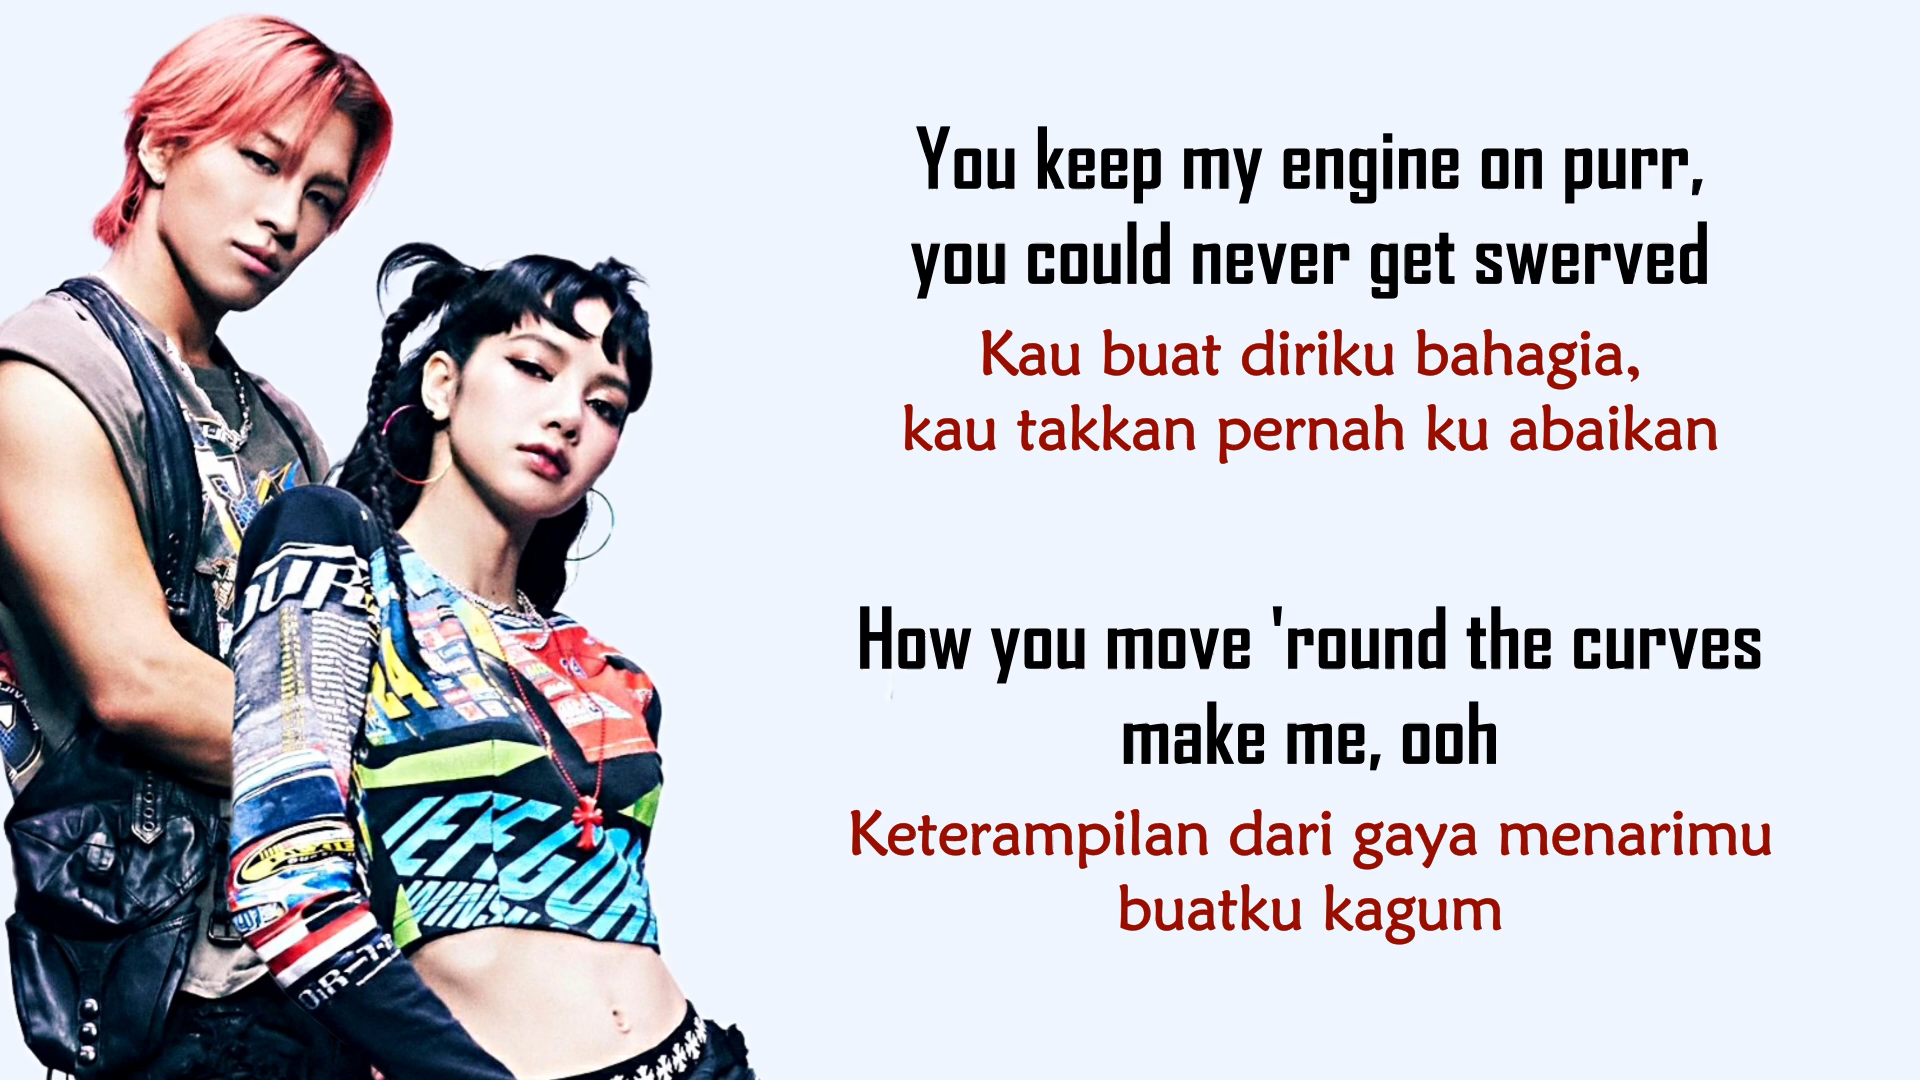 You keep my engine on purr,
you could never get swerved
Kau buat diriku bahagia,
kau takkan pernah ku abaikan
How you move 'round the curves
make me, ooh
Keterampilan dari gaya menarimu
buatku kagum